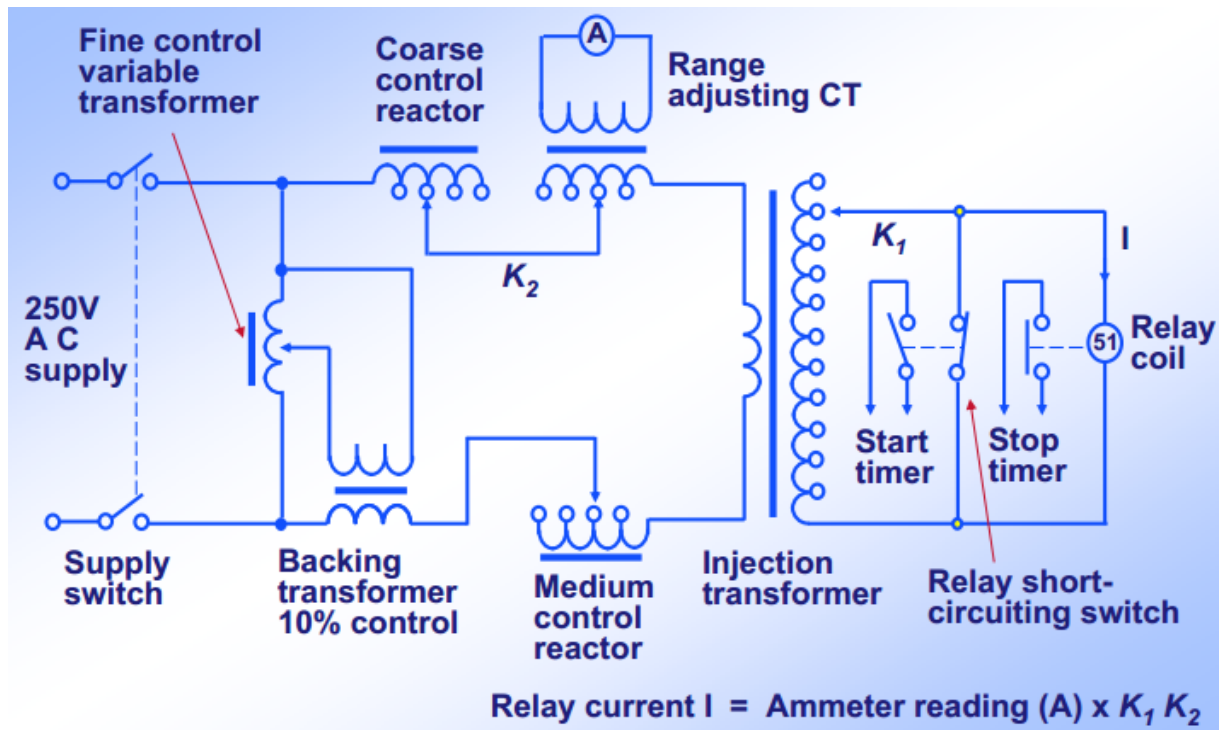 Fine control
variable
transformer
Coarse
control
reactor
A
Range
adjusting CT
K2
K1
I
250V
A C
supply
51
Relay
coil
Start
timer
Stop
timer
Supply
switch
Backing
transformer
10% control
Medium
control
reactor
Injection
transformer
Relay short-
circuiting switch
Relay current I = Ammeter reading (A) x K1 K2